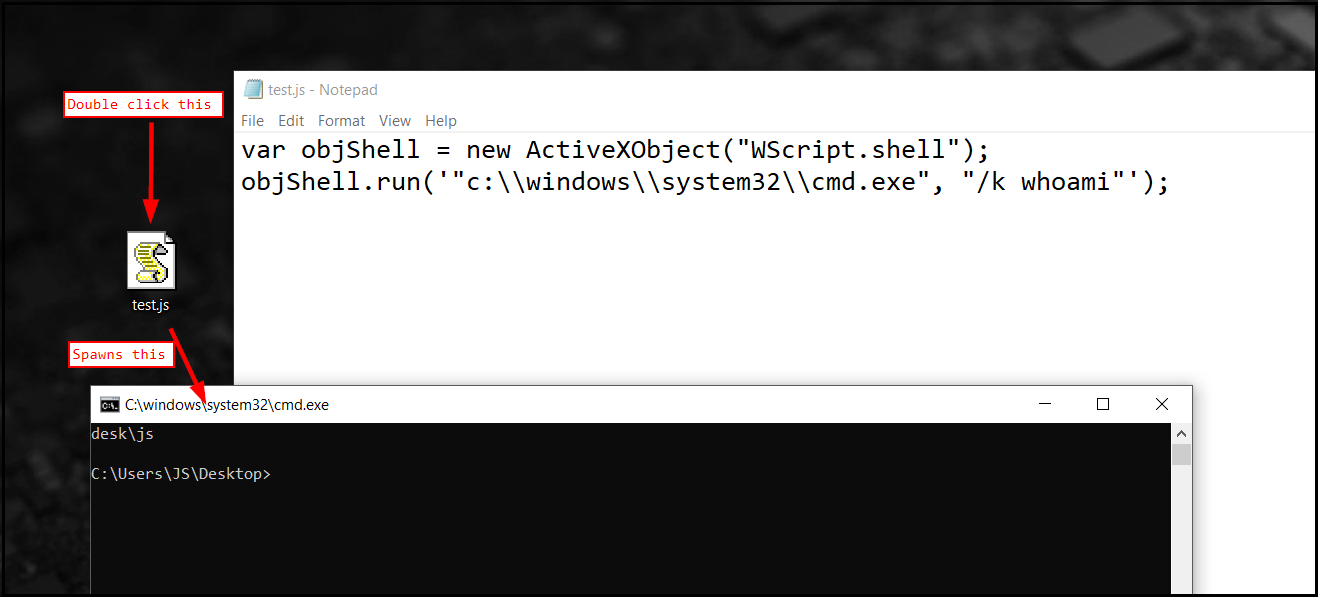 Double click this
test.js
Spawns this
test.js - Notepad
File Edit Format View Help
var objShell = new ActiveXObject("WScript.shell");
objShell.run('"c:\\windows\\system32\\cmd.exe", "/k whoami"');
C:\windows\system32\cmd.exe
desk\js
C:\Users\JS\Desktop>